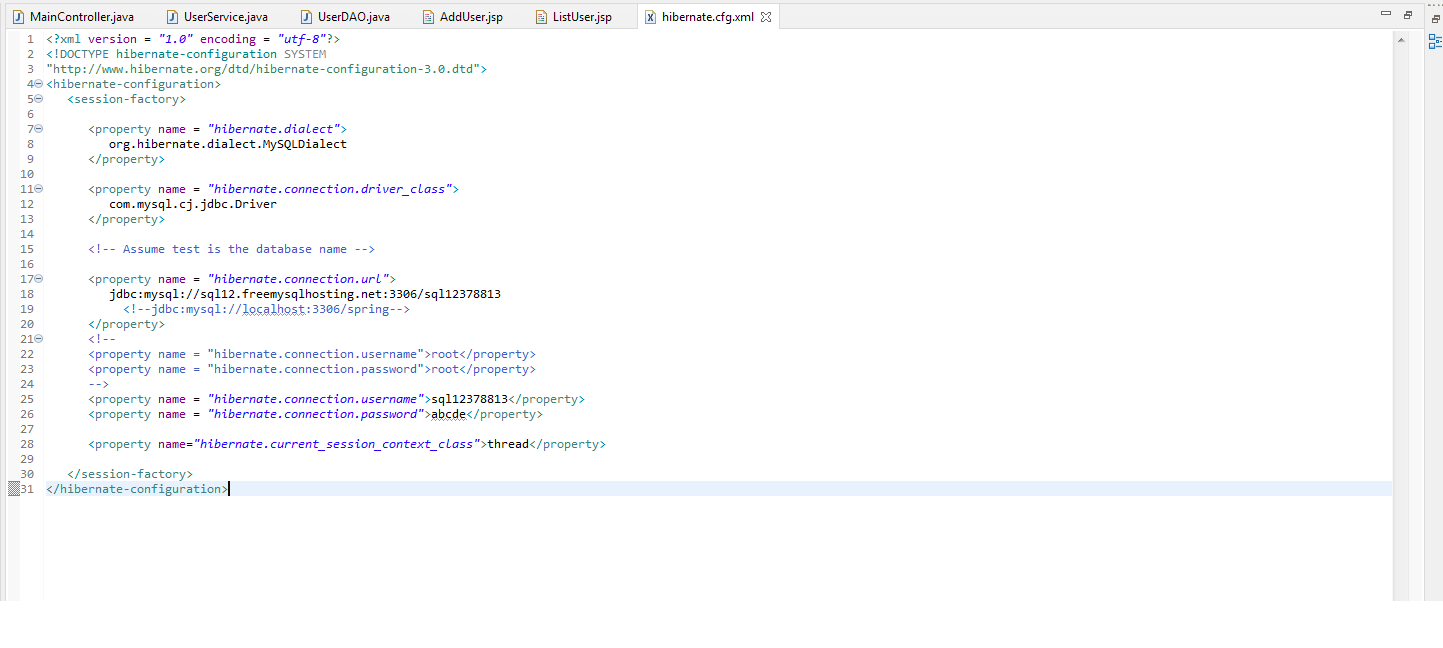 MainController.java UserService.java UserDAO.java AddUser.jsp ListUser.jsp hibernate.cfg.xml
1 <?xml version = "1.0" encoding = "utf-8"?>
2 <!DOCTYPE hibernate-configuration SYSTEM
3 "http://www.hibernate.org/dtd/hibernate-configuration-3.0.dtd">
4 <hibernate-configuration>
5 <session-factory>
6
7 <property name = "hibernate.dialect">
8 org.hibernate.dialect.MySQLDialect
9 </property>
10
11 <property name = "hibernate.connection.driver_class">
12 com.mysql.cj.jdbc.Driver
13 </property>
14
15 <!-- Assume test is the database name -->
16
17 <property name = "hibernate.connection.url">
18 jdbc:mysql://sql12.freemysqlhosting.net:3306/sql12378813
19 <!--jdbc:mysql://localhost:3306/spring-->
20 </property>
21 <!--
22 <property name = "hibernate.connection.username">root</property>
23 <property name = "hibernate.connection.password">root</property>
24 -->
25 <property name = "hibernate.connection.username">sql12378813</property>
26 <property name = "hibernate.connection.password">abcde</property>
27
28 <property name="hibernate.current_session_context_class">thread</property>
29
30 </session-factory>
31 </hibernate-configuration>